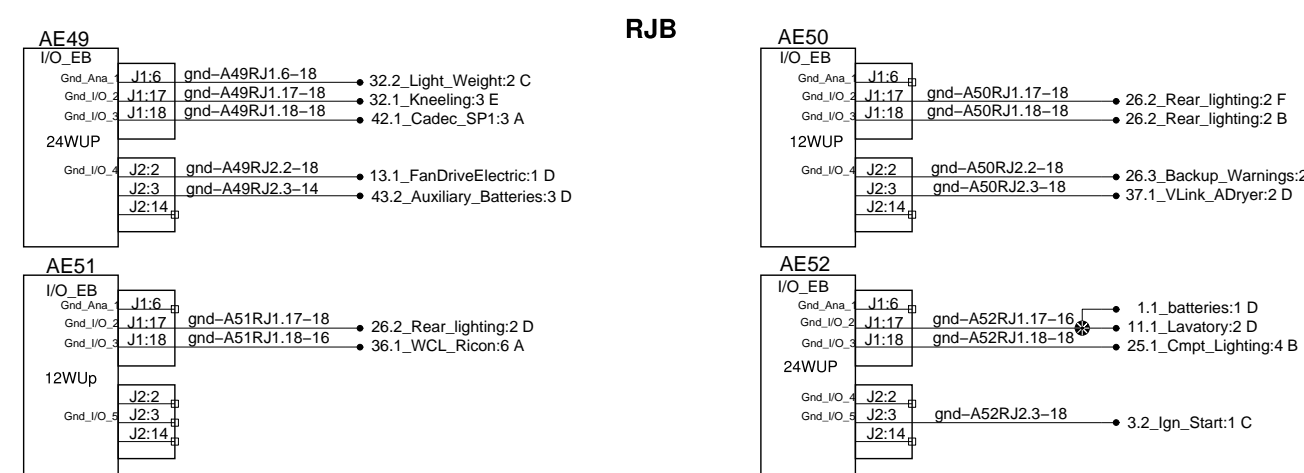 RJB
AE49
I/O_EB
Gnd_Ana_1 J1:6 gnd–A49RJ1.6–18 32.2_Light_Weight:2 C
Gnd_I/O_2 J1:17 gnd–A49RJ1.17–18 32.1_Kneeling:3 E
Gnd_I/O_3 J1:18 gnd–A49RJ1.18–18 42.1_Cadec_SP1:3 A
24WUP
Gnd_I/O_4 J2:2 gnd–A49RJ2.2–18 13.1_FanDriveElectric:1 D
J2:3 gnd–A49RJ2.3–14 43.2_Auxiliary_Batteries:3 D
J2:14
AE50
I/O_EB
Gnd_Ana_1 J1:6
Gnd_I/O_2 J1:17 gnd–A50RJ1.17–18 26.2_Rear_lighting:2 F
Gnd_I/O_3 J1:18 gnd–A50RJ1.18–18 26.2_Rear_lighting:2 B
12WUP
Gnd_I/O_4 J2:2 gnd–A50RJ2.2–18 26.3_Backup_Warnings:2
J2:3 gnd–A50RJ2.3–18 37.1_VLink_ADryer:2 D
J2:14
AE51
I/O_EB
Gnd_Ana_1 J1:6
Gnd_I/O_2 J1:17 gnd–A51RJ1.17–18 26.2_Rear_lighting:2 D
Gnd_I/O_3 J1:18 gnd–A51RJ1.18–16 36.1_WCL_Ricon:6 A
12WUp
J2:2
Gnd_I/O_5 J2:3
J2:14
AE52
I/O_EB
Gnd_Ana_1 J1:6 1.1_batteries:1 D
Gnd_I/O_2 J1:17 gnd–A52RJ1.17–16 11.1_Lavatory:2 D
Gnd_I/O_3 J1:18 gnd–A52RJ1.18–18 25.1_Cmpt_Lighting:4 B
24WUP
Gnd_I/O_4 J2:2
Gnd_I/O_5 J2:3 gnd–A52RJ2.3–18 3.2_Ign_Start:1 C
J2:14